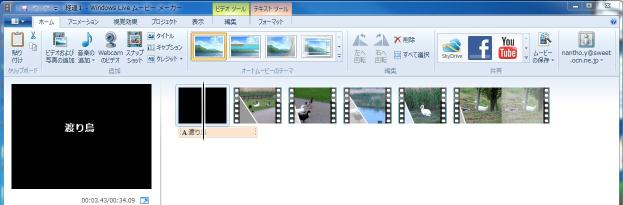 Windows Live ムービー メーカー
ビデオ ツール
テキスト ツール
ホーム
アニメーション
視覚効果
プロジェクト
表示
編集
フォーマット
貼り付け
ビデオおよび写真の追加
音楽の追加
Webcam のビデオ
スナップショット
タイトル
キャプション
クレジット
左へ回転
右へ回転
削除
すべて選択
SkyDrive
You Tube
ムービーの保存
nantho.y@sweet.ocn.ne.jp
クリップボード
追加
オートムービーのテーマ
編集
共有
渡り鳥
A 渡り
00:03.43/00:34.09